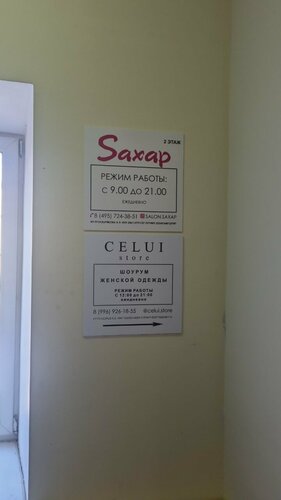 2 ЭТАЖ
Сахар
РЕЖИМ РАБОТЫ:
с 9.00 до 21.00
ЕЖЕДНЕВНО
8 (495) 724-38-51 SALON.SAXAP
CELUI
store
ШОУРУМ
ЖЕНСКОЙ ОДЕЖДЫ
РЕЖИМ РАБОТЫ
С 12:00 до 21:00
ежедневно
8 (996) 926-18-55 @celui.store